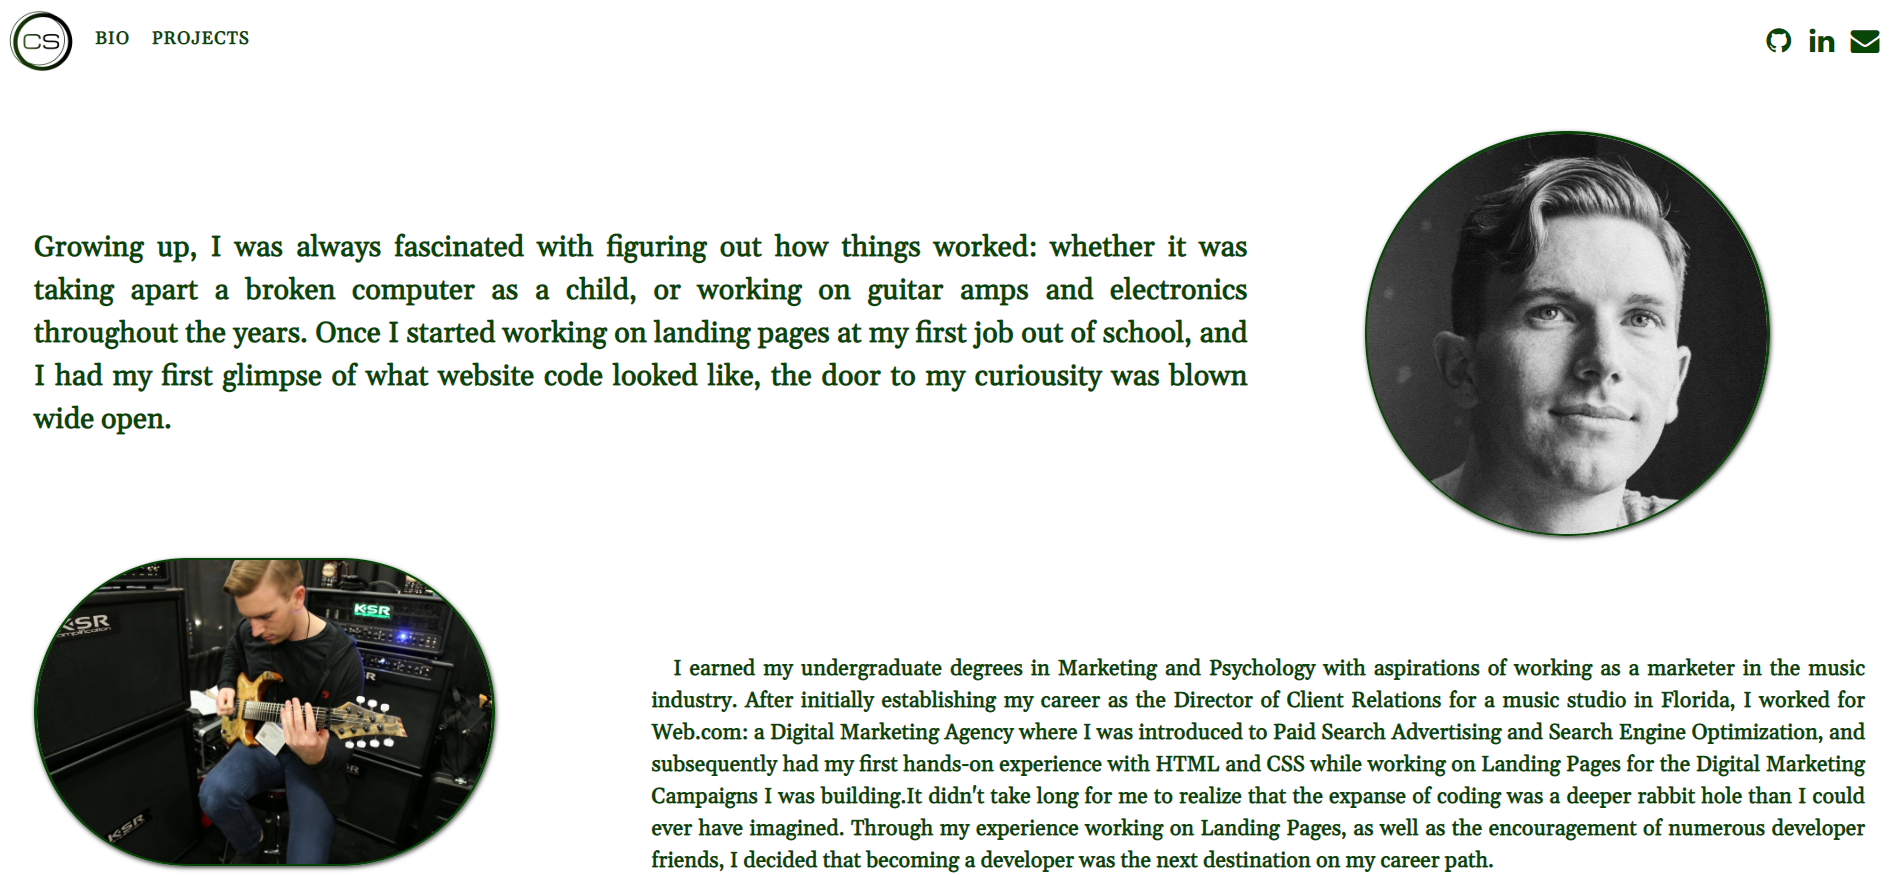 CS
BIO PROJECTS
Growing up, I was always fascinated with figuring out how things worked: whether it was
taking apart a broken computer as a child, or working on guitar amps and electronics
throughout the years. Once I started working on landing pages at my first job out of school, and
I had my first glimpse of what website code looked like, the door to my curiousity was blown
wide open.
KSR
KSR
amplification
SR
KSR
I earned my undergraduate degrees in Marketing and Psychology with aspirations of working as a marketer in the music
industry. After initially establishing my career as the Director of Client Relations for a music studio in Florida, I worked for
Web.com: a Digital Marketing Agency where I was introduced to Paid Search Advertising and Search Engine Optimization, and
subsequently had my first hands-on experience with HTML and CSS while working on Landing Pages for the Digital Marketing
Campaigns I was building.It didn't take long for me to realize that the expanse of coding was a deeper rabbit hole than I could
ever have imagined. Through my experience working on Landing Pages, as well as the encouragement of numerous developer
friends, I decided that becoming a developer was the next destination on my career path.